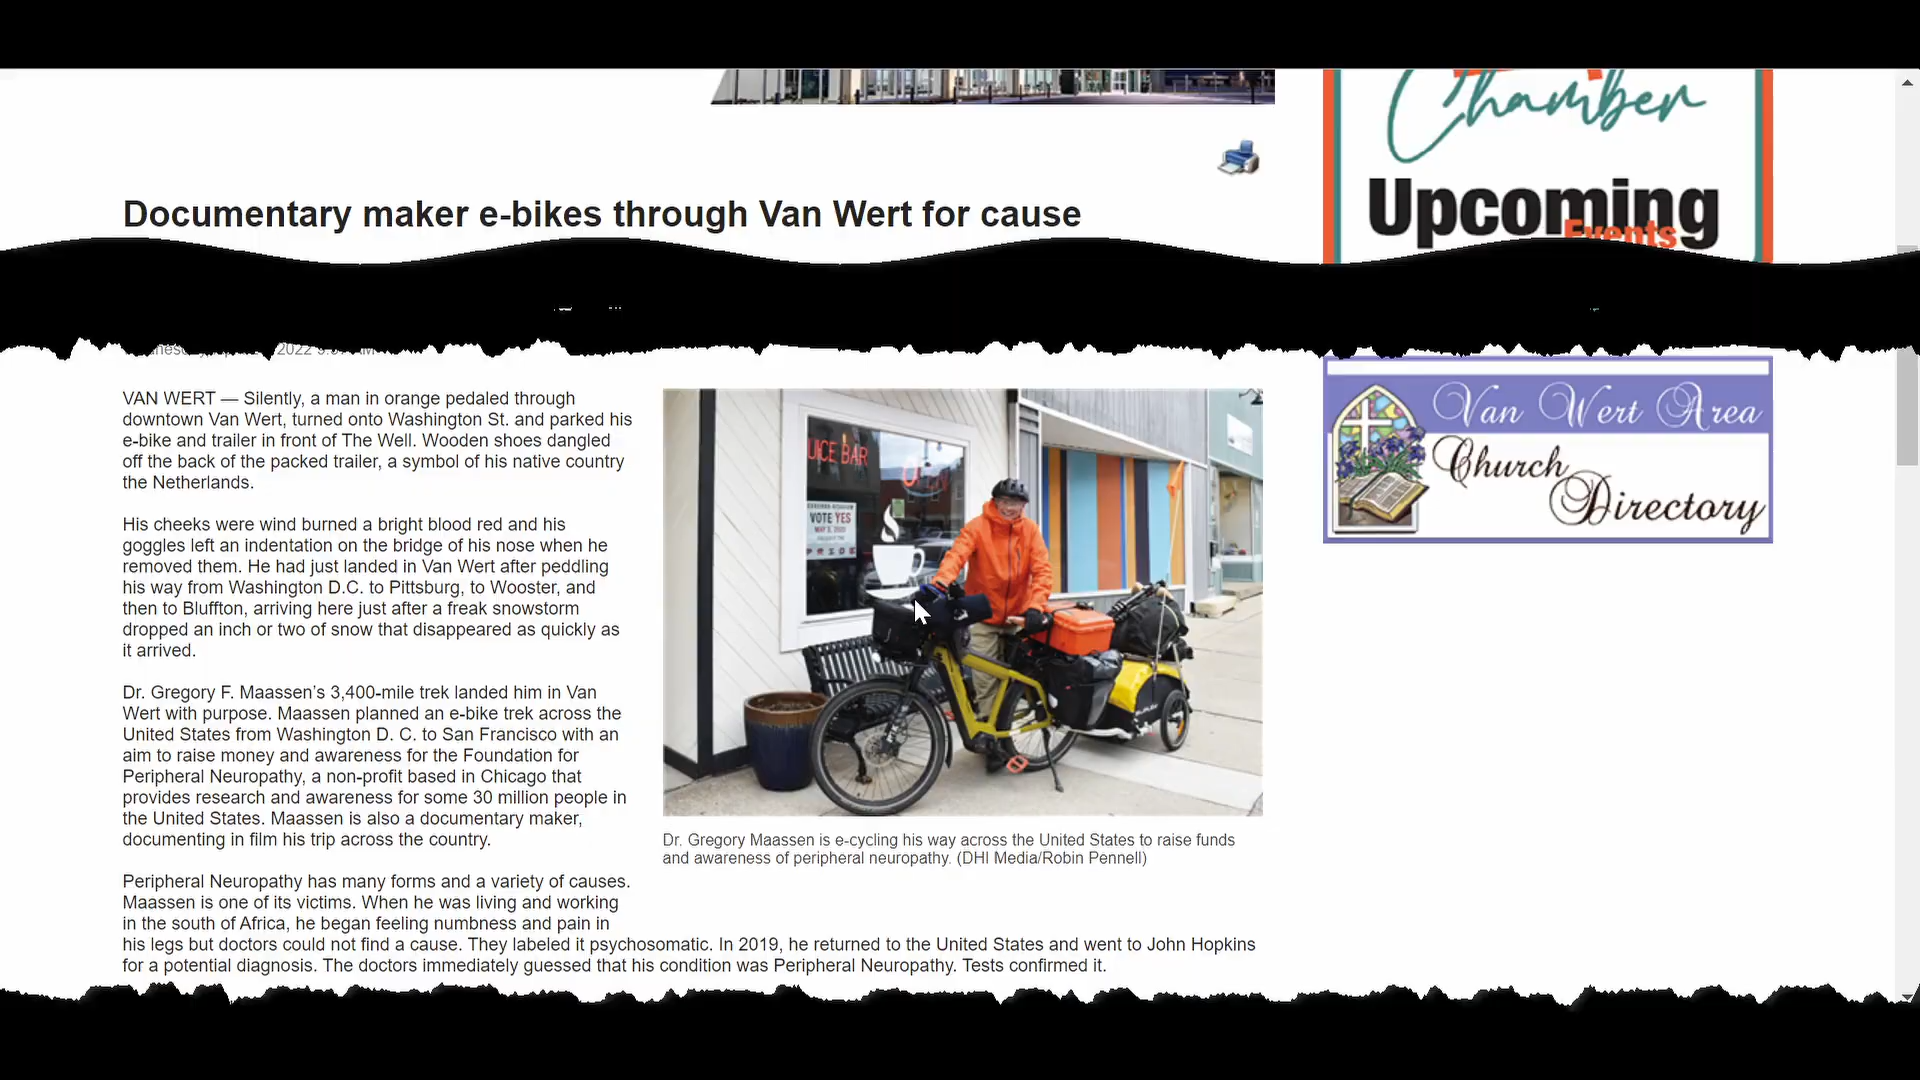 Chamber
Upcoming
Events
Documentary maker e-bikes through Van Wert for cause
2022
VAN WERT — Silently, a man in orange pedaled through
downtown Van Wert, turned onto Washington St. and parked his
e-bike and trailer in front of The Well. Wooden shoes dangled
off the back of the packed trailer, a symbol of his native country
the Netherlands.
His cheeks were wind burned a bright blood red and his
goggles left an indentation on the bridge of his nose when he
removed them. He had just landed in Van Wert after peddling
his way from Washington D.C. to Pittsburg, to Wooster, and
then to Bluffton, arriving here just after a freak snowstorm
dropped an inch or two of snow that disappeared as quickly as
it arrived.
Dr. Gregory F. Maassen’s 3,400-mile trek landed him in Van
Wert with purpose. Maassen planned an e-bike trek across the
United States from Washington D. C. to San Francisco with an
aim to raise money and awareness for the Foundation for
Peripheral Neuropathy, a non-profit based in Chicago that
provides research and awareness for some 30 million people in
the United States. Maassen is also a documentary maker,
documenting in film his trip across the country.
Peripheral Neuropathy has many forms and a variety of causes.
Maassen is one of its victims. When he was living and working
in the south of Africa, he began feeling numbness and pain in
his legs but doctors could not find a cause. They labeled it psychosomatic. In 2019, he returned to the United States and went to John Hopkins
for a potential diagnosis. The doctors immediately guessed that his condition was Peripheral Neuropathy. Tests confirmed it.
UICE BAR
VOTE YES
Dr. Gregory Maassen is e-cycling his way across the United States to raise funds
and awareness of peripheral neuropathy. (DHI Media/Robin Pennell)
Van Wert Area
Church
Directory